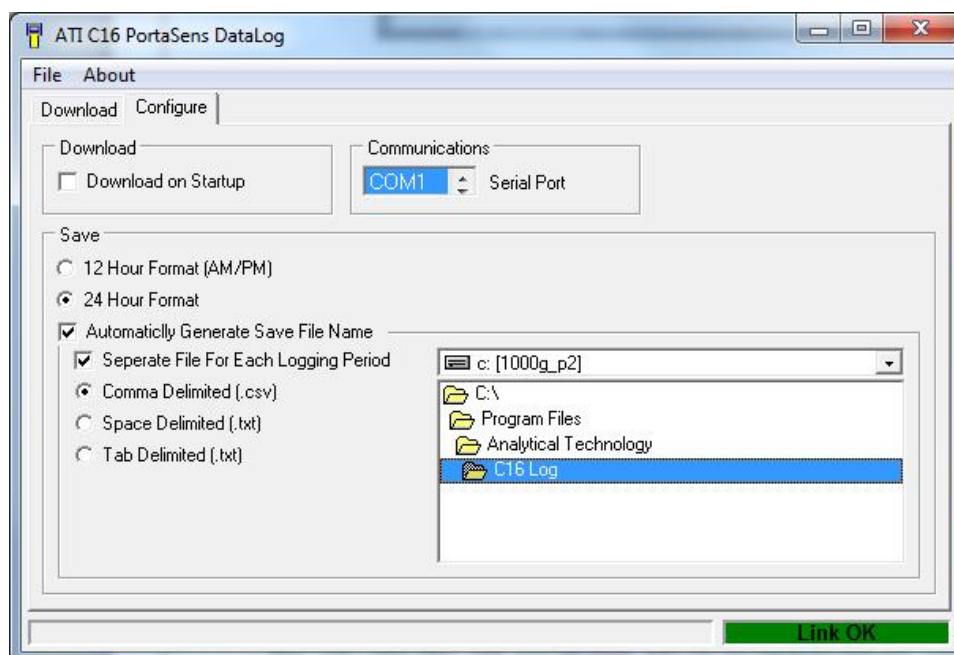 ATI C16 PortaSens DataLog
File About
Download Configure
Download
Download on Startup
Communications
COM1 Serial Port
Save
12 Hour Format (AM/PM)
24 Hour Format
Automaticlly Generate Save File Name
Seperate File For Each Logging Period
Comma Delimited (.csv)
Space Delimited (.txt)
Tab Delimited (.txt)
c: [1000g_p2]
C:\
Program Files
Analytical Technology
C16 Log
Link OK